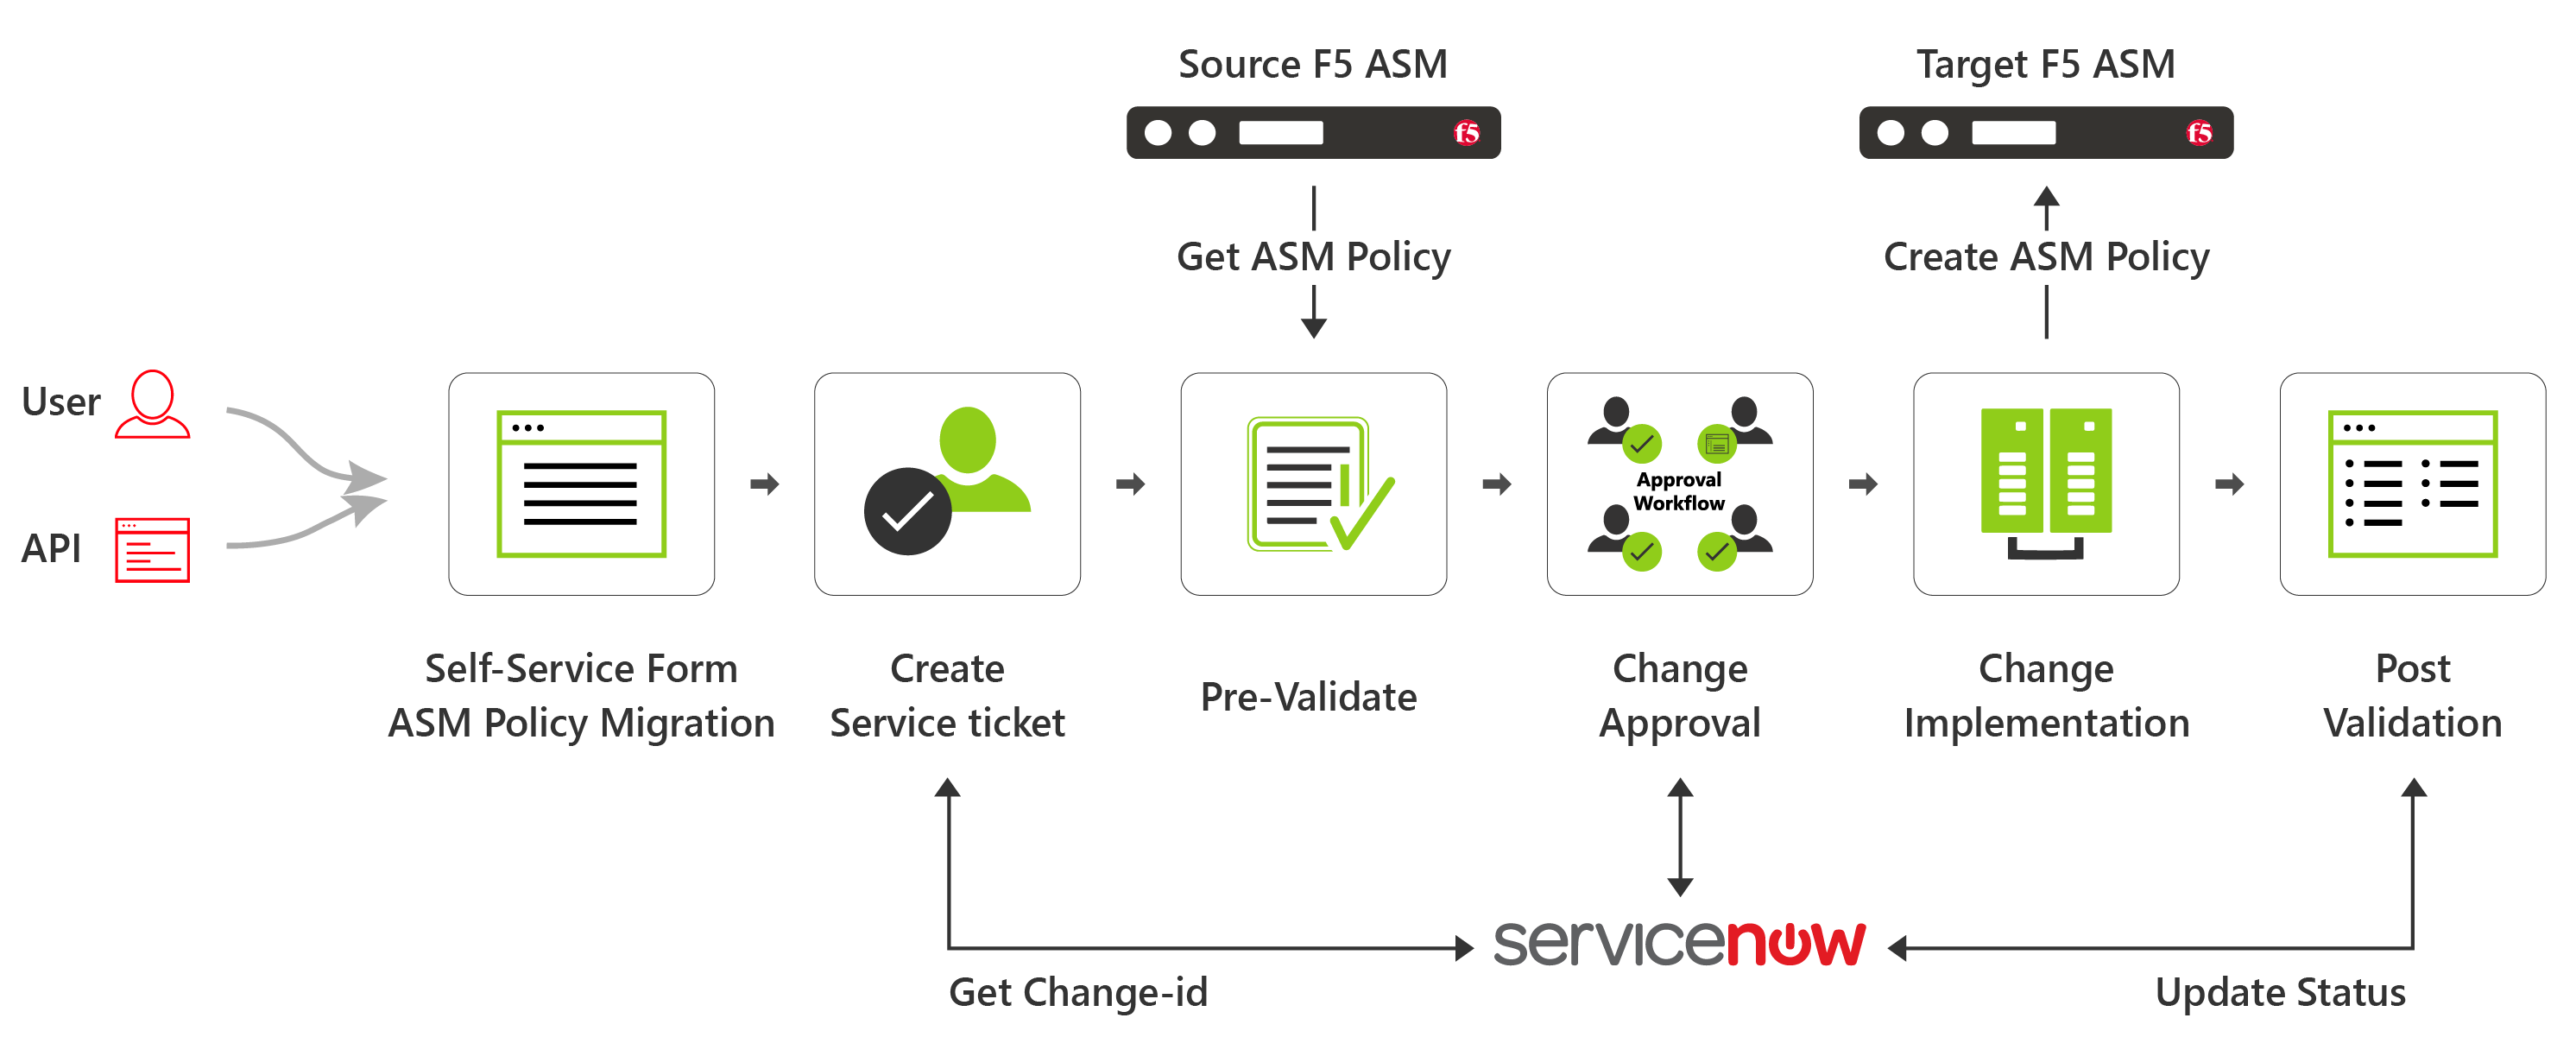 Source F5 ASM
Target F5 ASM
f5
f5
Get ASM Policy
Create ASM Policy
User
API
Approval
Workflow
Self-Service Form
ASM Policy Migration
Create
Service ticket
Pre-Validate
Change
Approval
Change
Implementation
Post
Validation
servicenow
Get Change-id
Update Status